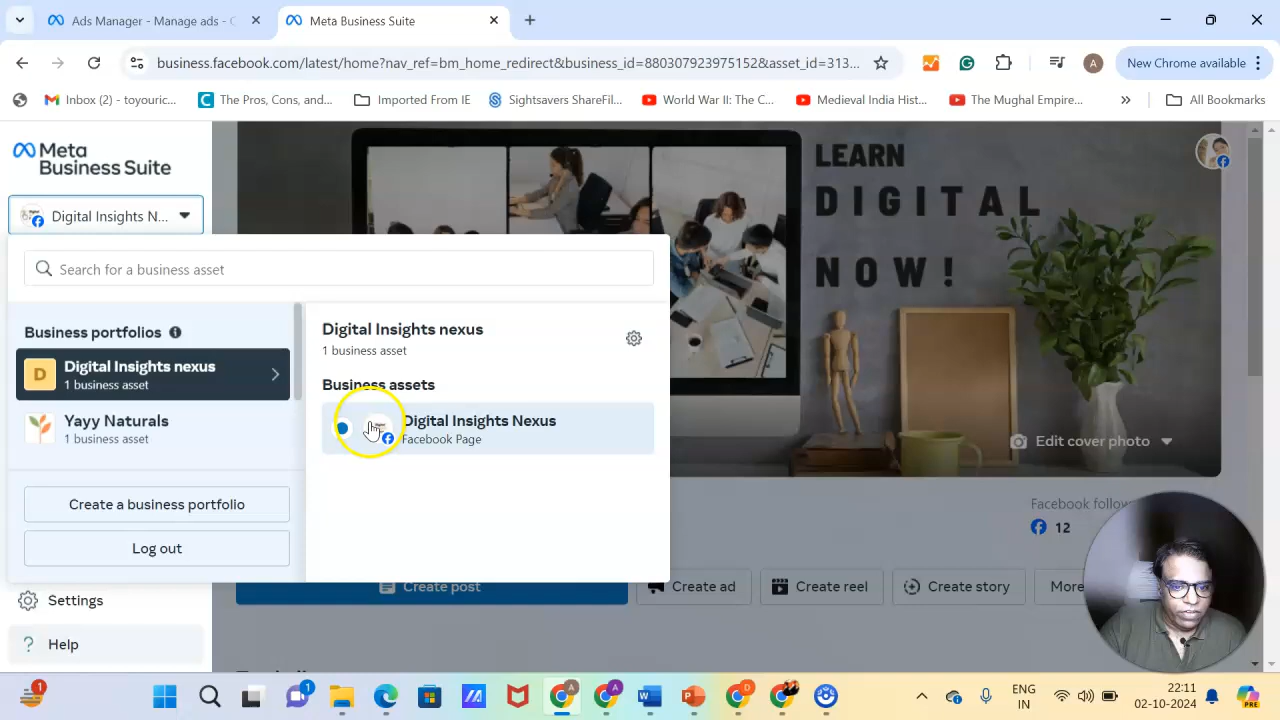 Ads Manager - Manage ads - C
Meta Business Suite
business.facebook.com/latest/home?nav_ref=bm_home_redirect&business_id=880307923975152&asset_id=313...
A
New Chrome available
Inbox (2) - toyouric...
The Pros, Cons, and...
Imported From IE
Sightsavers ShareFil...
World War II: The C...
Medieval India Hist...
The Mughal Empire...
All Bookmarks
Meta
Business Suite
Digital Insights N...
Search for a business asset
Business portfolios
D
Digital Insights nexus
1 business asset
Yayy Naturals
1 business asset
Create a business portfolio
Log out
Digital Insights nexus
1 business asset
Business assets
Digital Insights Nexus
Facebook Page
LEARN
DIGITAL
NOW!
Edit cover photo
Facebook follow
12
Create post
Create ad
Create reel
Create story
More
Settings
Help
ENG
IN
22:11
02-10-2024